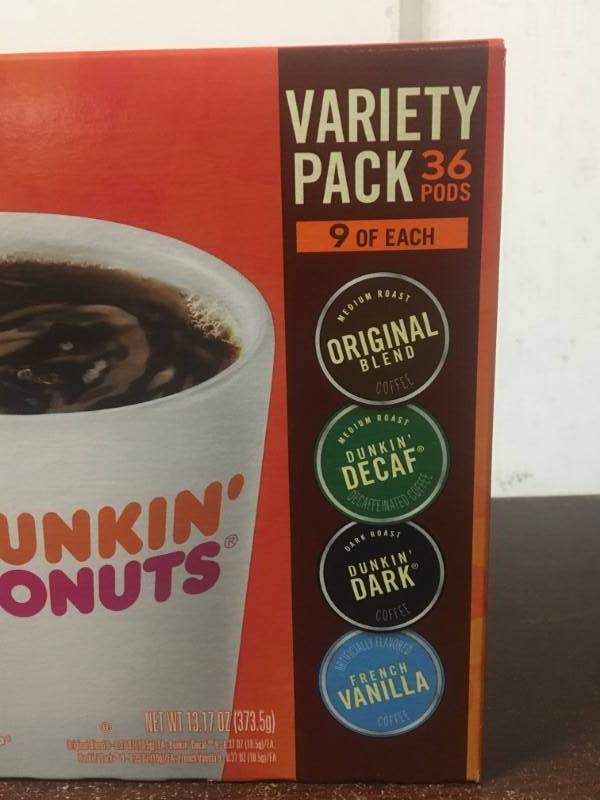 VARIETY
PACK 36
PODS
9 OF EACH
MEDIUM ROAST
ORIGINAL
BLEND
COFFEE
MEDIUM ROAST
DUNKIN'
DECAF®
DECAFFEINATED COFFEE
DARK ROAST
DUNKIN'
DARK®
COFFEE
ARTIFICIALLY FLAVORED
FRENCH
VANILLA
COFFEE
UNKIN'
ONUTS®
NET WT 13.17 OZ (373.5g)